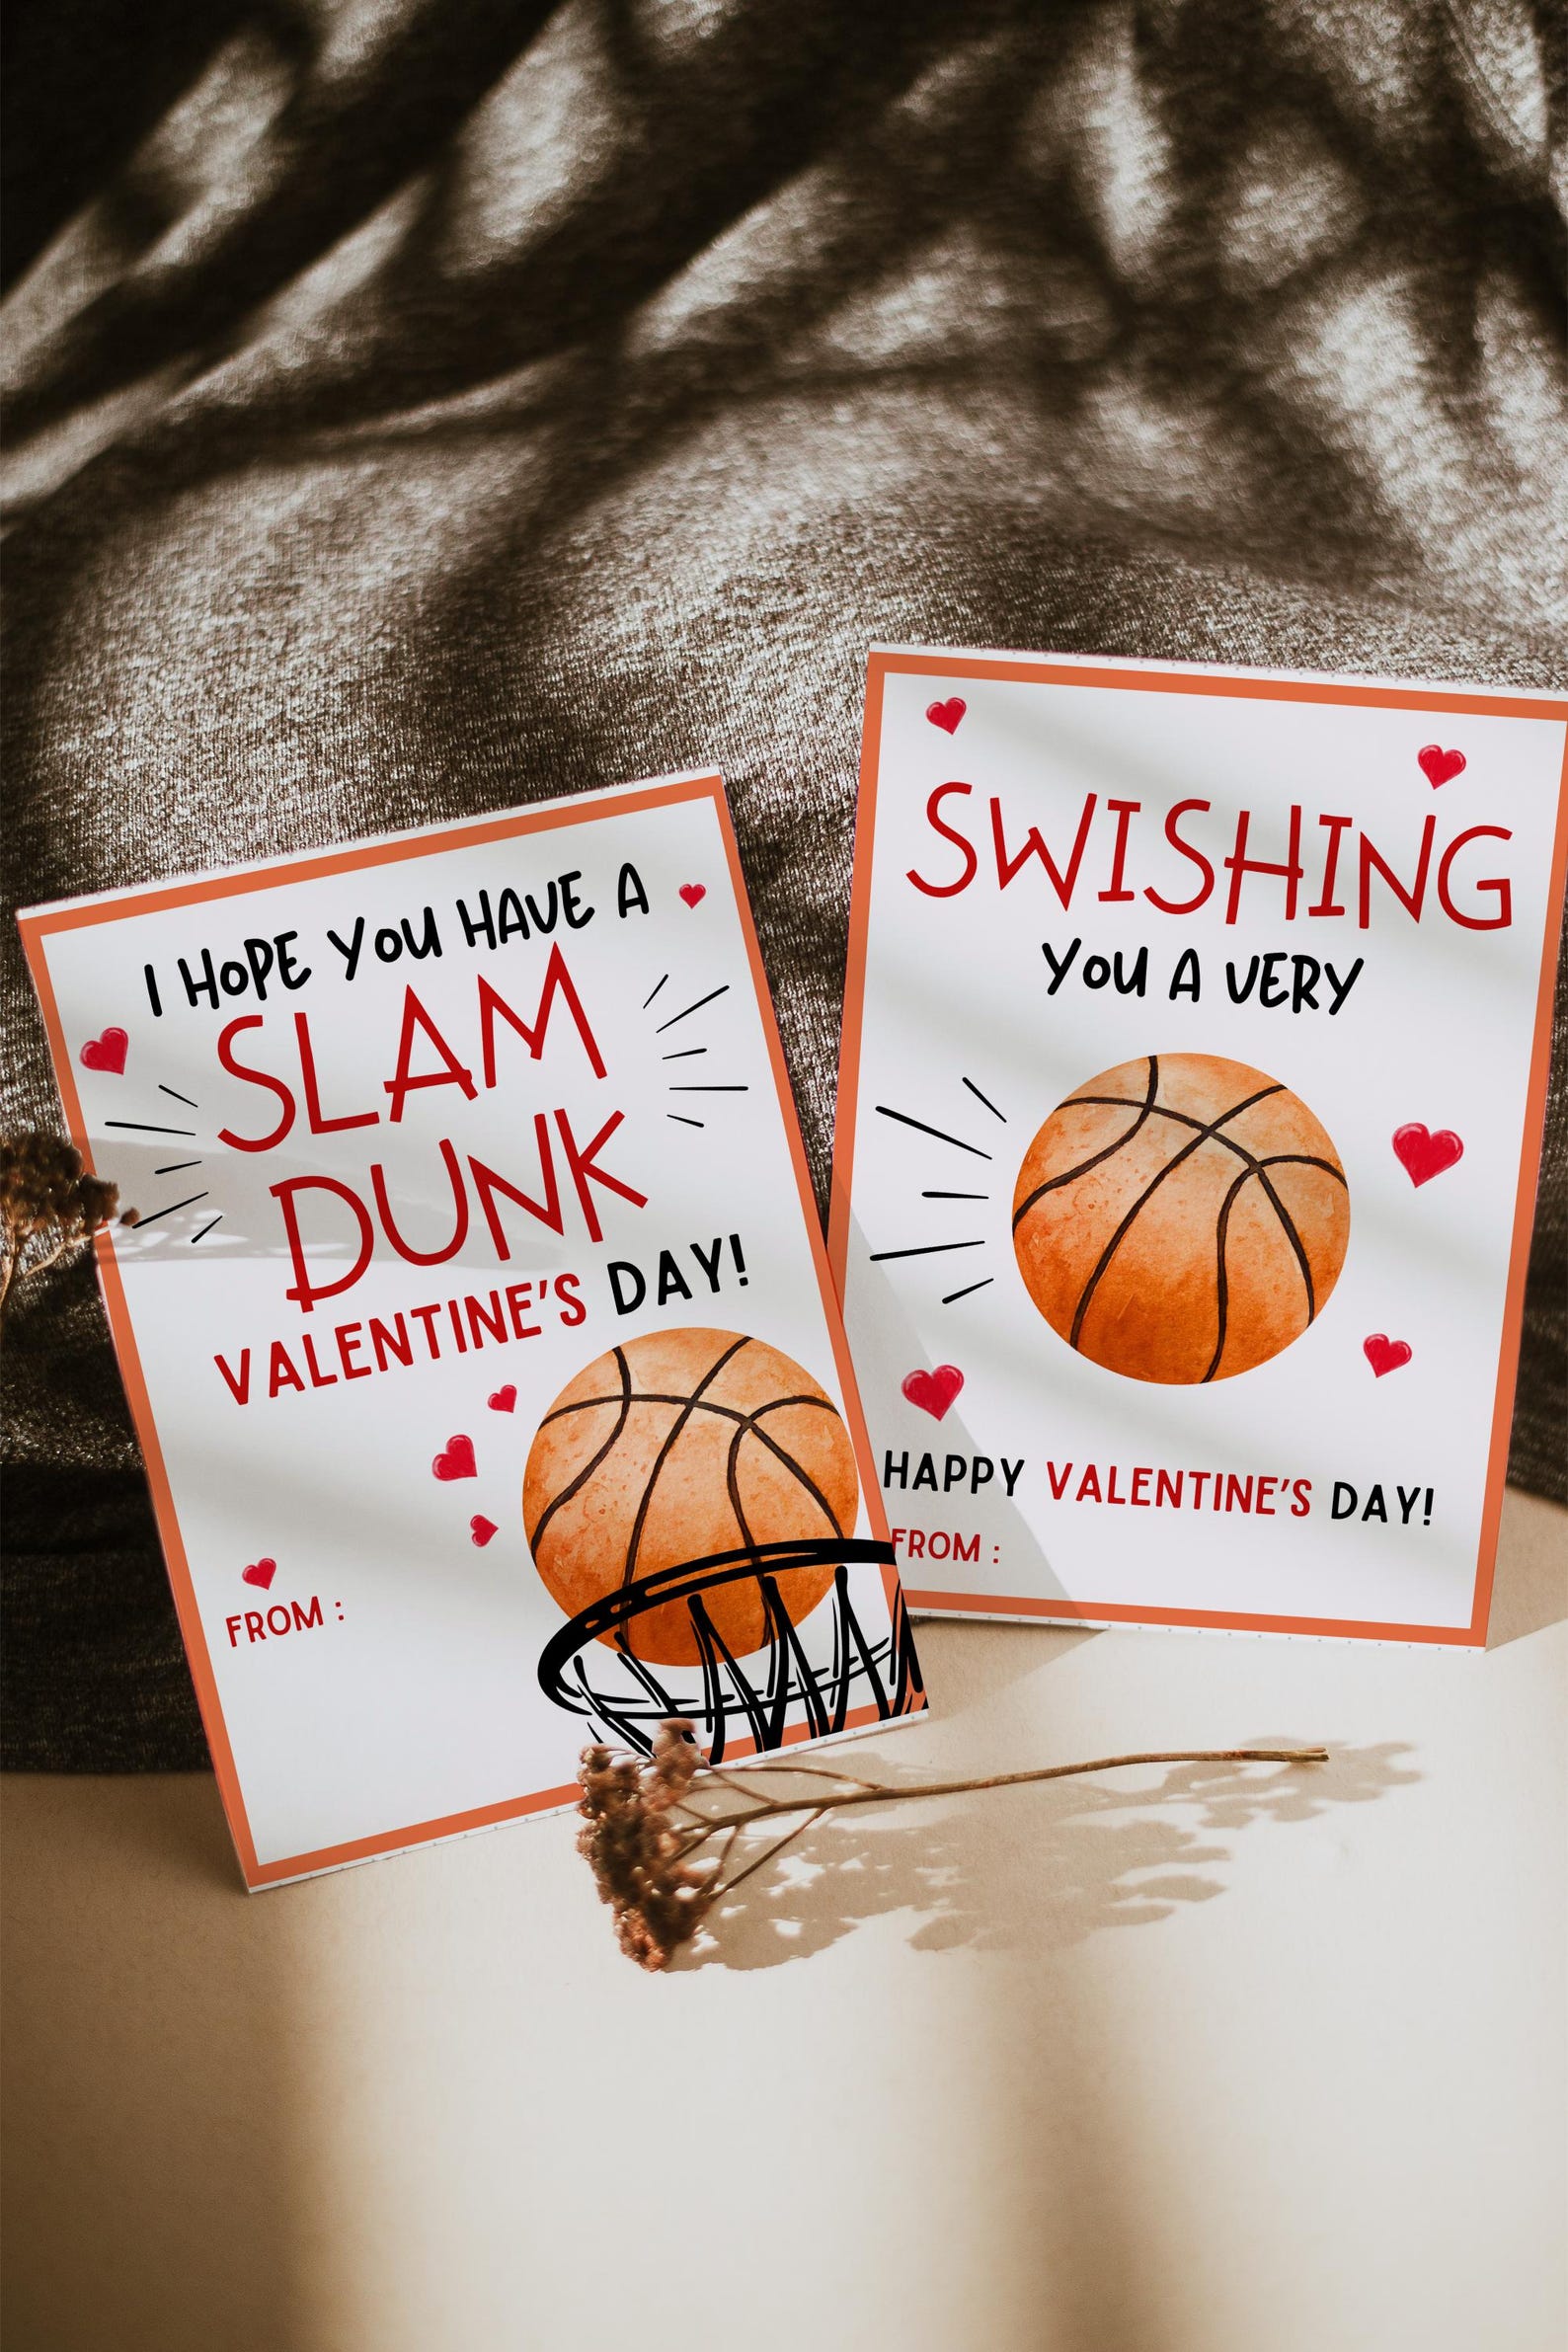 I HOPE YOU HAVE A
SLAM
DUNK
VALENTINE'S DAY!
FROM :
SWISHING
YOU A VERY
HAPPY VALENTINE'S DAY!
FROM :